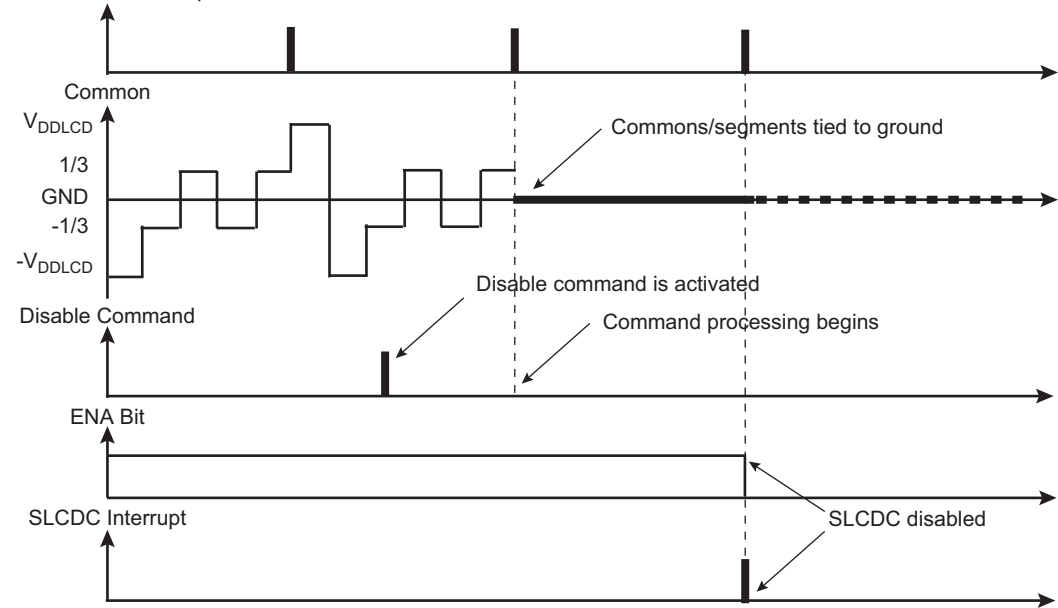 Common
VDDLCD
Commons/segments tied to ground
1/3
GND
-1/3
-VDDLCD
Disable command is activated
Disable Command
Command processing begins
ENA Bit
SLCDC Interrupt
SLCDC disabled